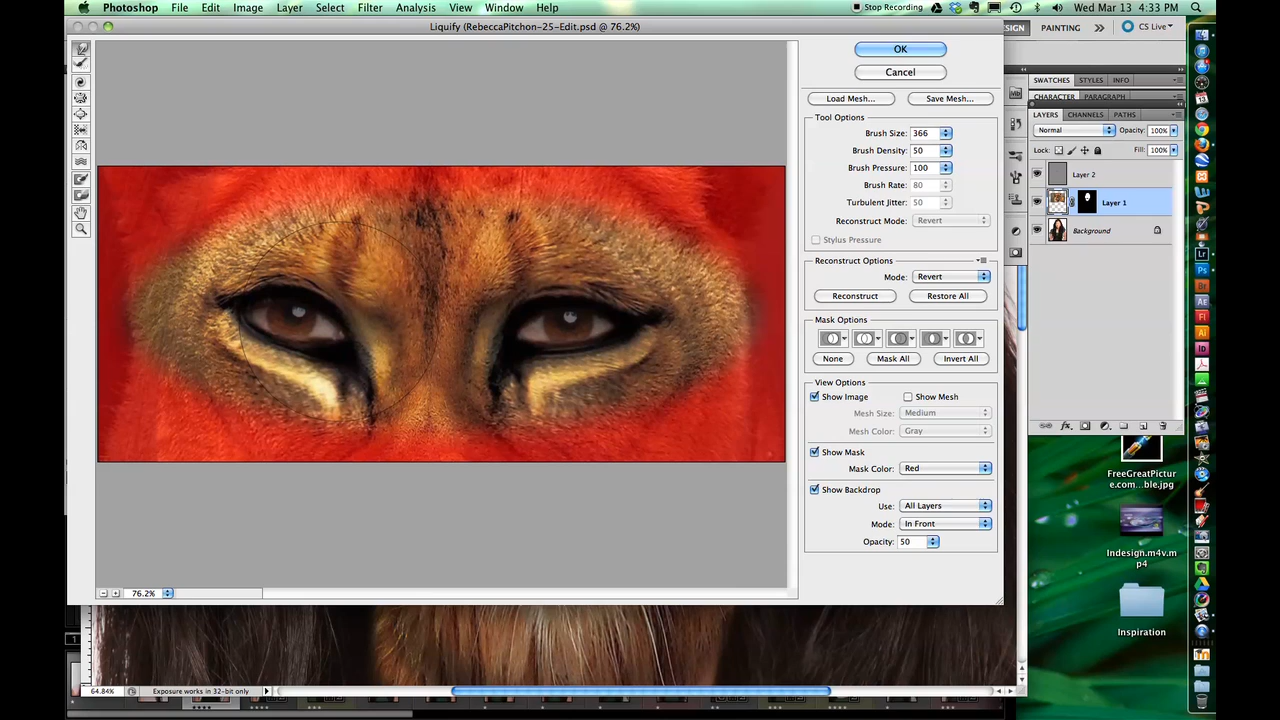 Photoshop File Edit Image Layer Select Filter Analysis View Window Help Stop Recording Wed Mar 13 4:33 PM
Liquify (RebeccaPitchon-25-Edit.psd @ 76.2%)
PAINTING >> CS Live
OK
Cancel
Load Mesh... Save Mesh...
Tool Options
Brush Size: 366
Brush Density: 50
Brush Pressure: 100
Brush Rate: 80
Turbulent Jitter: 50
Reconstruct Mode: Revert
Stylus Pressure
Reconstruct Options
Mode: Revert
Reconstruct Restore All
Mask Options
None Mask All Invert All
View Options
Show Image Show Mesh
Mesh Size: Medium
Mesh Color: Gray
Show Mask
Mask Color: Red
Show Backdrop
Use: All Layers
Mode: In Front
Opacity: 50
76.2%
SWATCHES STYLES INFO
CHARACTER PARAGRAPH
LAYERS CHANNELS PATHS
Normal Opacity: 100%
Lock: Fill: 100%
Layer 2
Layer 1
Background
FreeGreatPictur
e.com...ble.jpg
Indesign.m4v.m
p4
Inspiration
64.84% Exposure works in 32-bit only